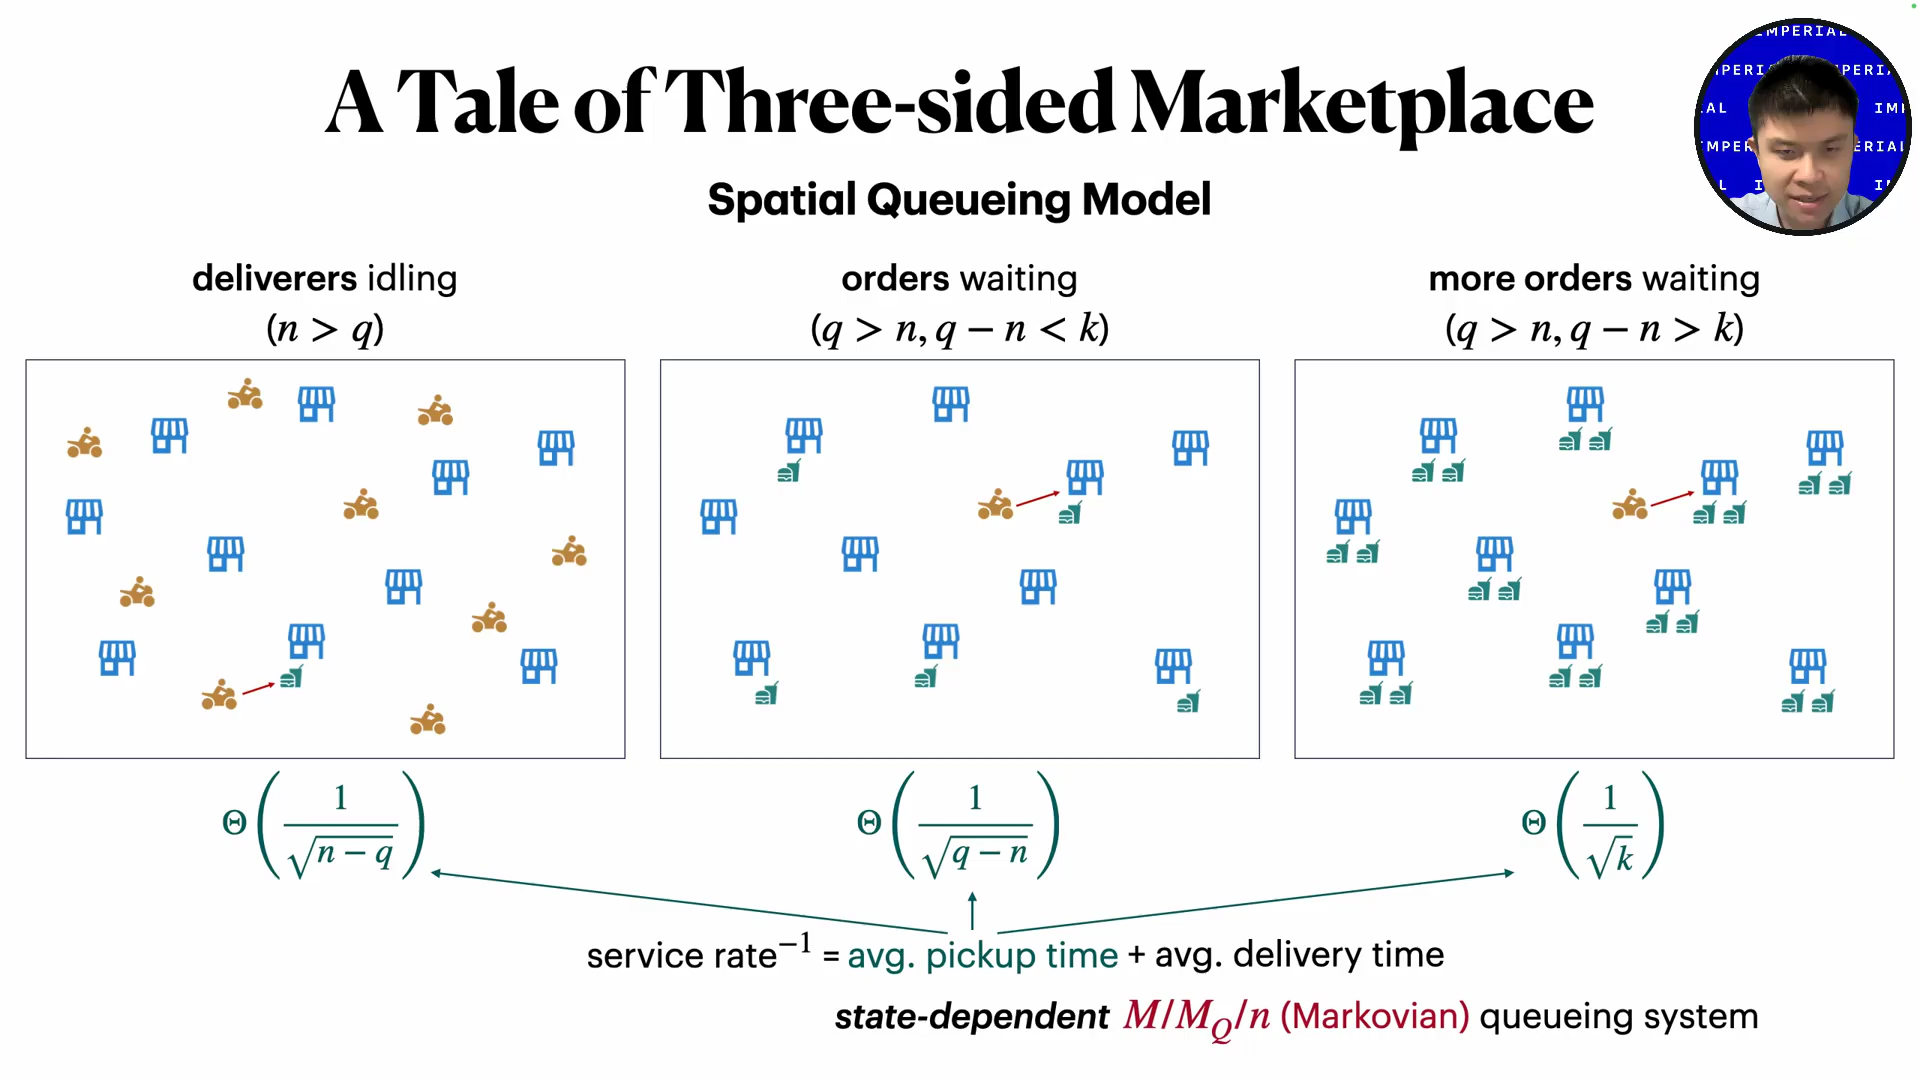 A Tale of Three-sided Marketplace
Spatial Queueing Model
deliverers idling
(n > q)
orders waiting
(q > n, q − n < k)
more orders waiting
(q > n, q − n > k)
Θ(1/√(n − q))
Θ(1/√(q − n))
Θ(1/√k)
service rate⁻¹ = avg. pickup time + avg. delivery time
state-dependent M/M_Q/n (Markovian) queueing system
IMPERIAL